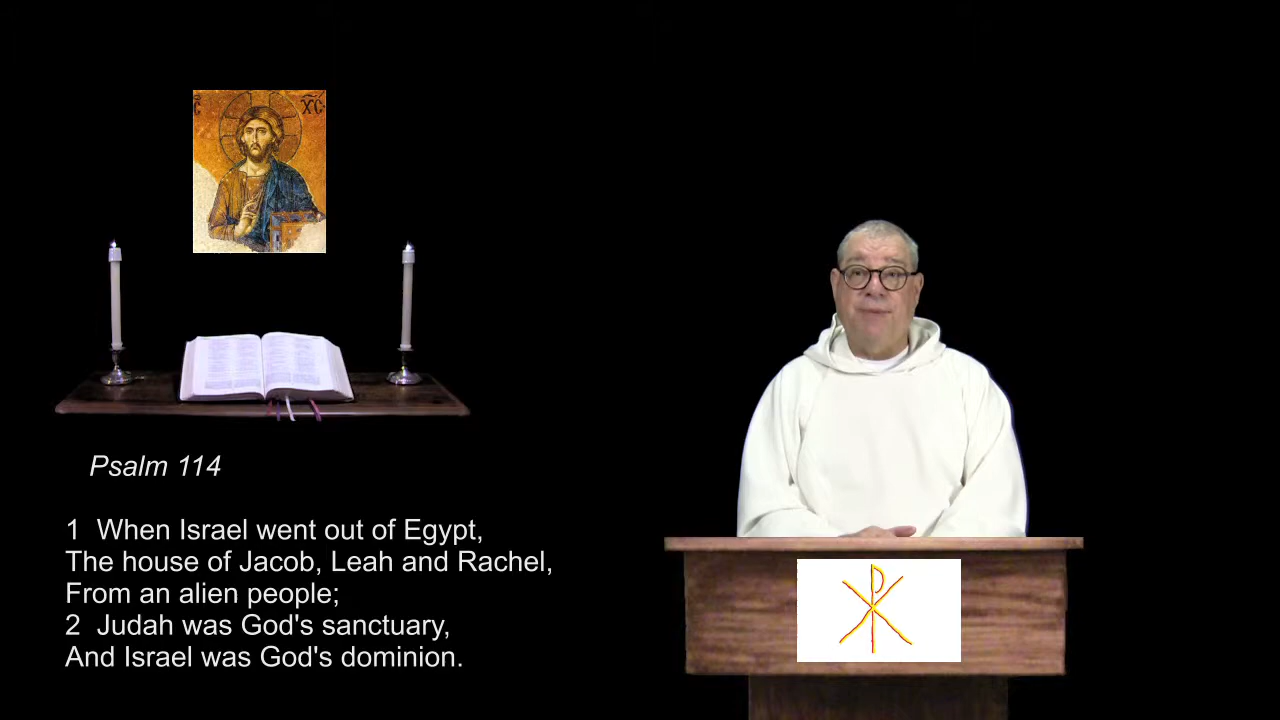 XC
Psalm 114
1 When Israel went out of Egypt,
The house of Jacob, Leah and Rachel,
From an alien people;
2 Judah was God's sanctuary,
And Israel was God's dominion.